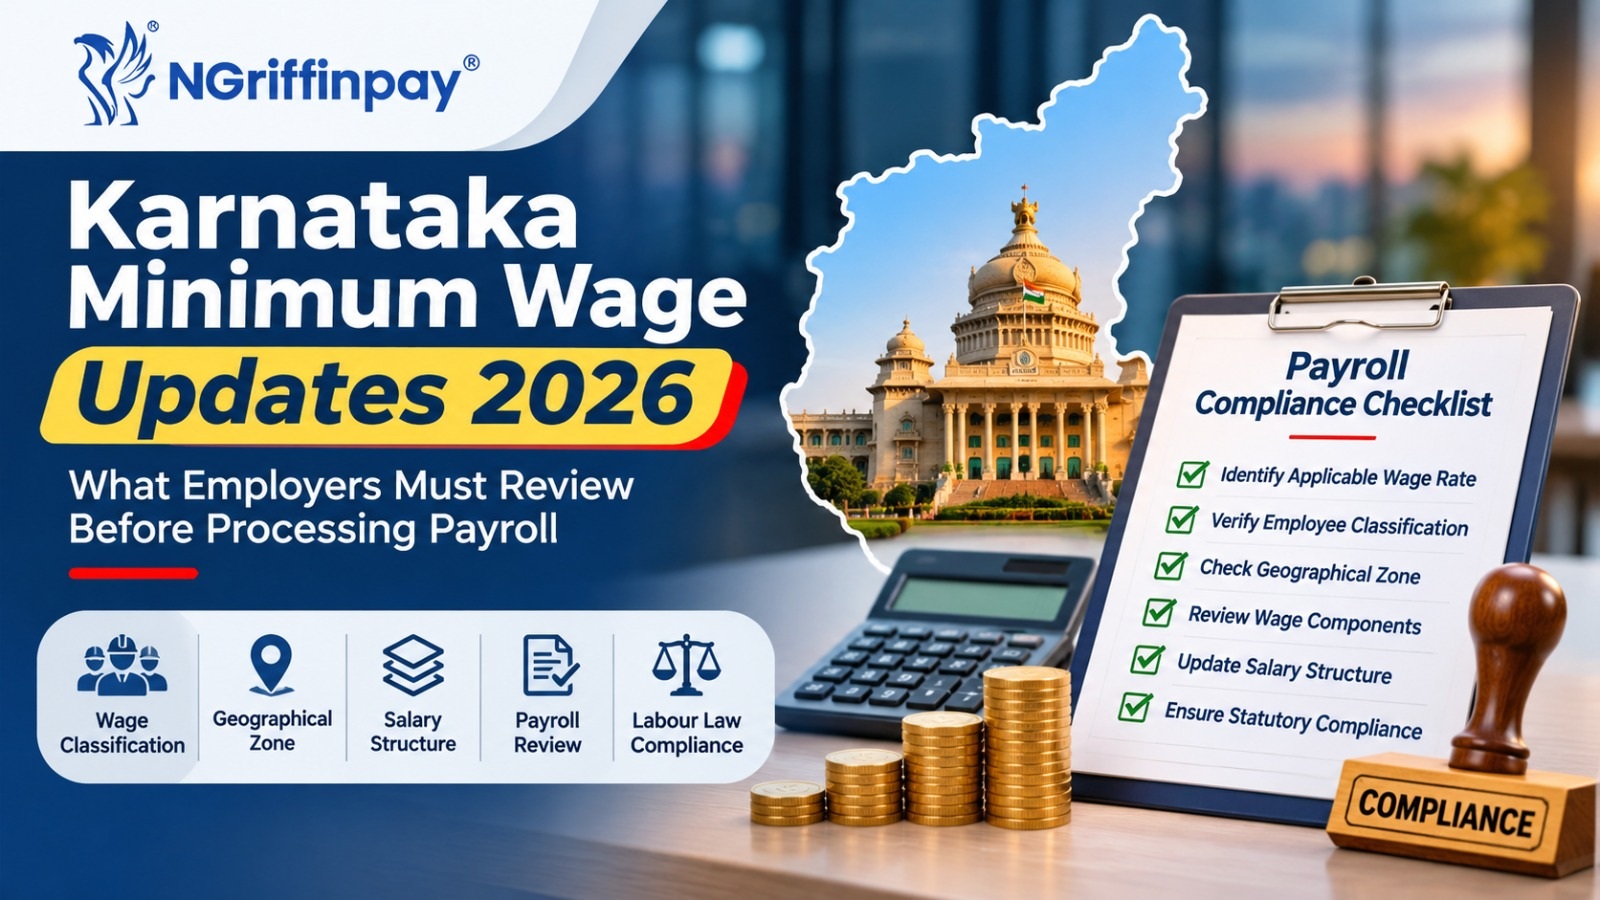 NGriffinpay®
Karnataka
Minimum Wage
Updates 2026
What Employers Must Review
Before Processing Payroll
Wage
Classification
Geographical
Zone
Salary
Structure
Payroll
Review
Labour Law
Compliance
Payroll
Compliance Checklist
Identify Applicable Wage Rate
Verify Employee Classification
Check Geographical Zone
Review Wage Components
Update Salary Structure
Ensure Statutory Compliance
COMPLIANCE